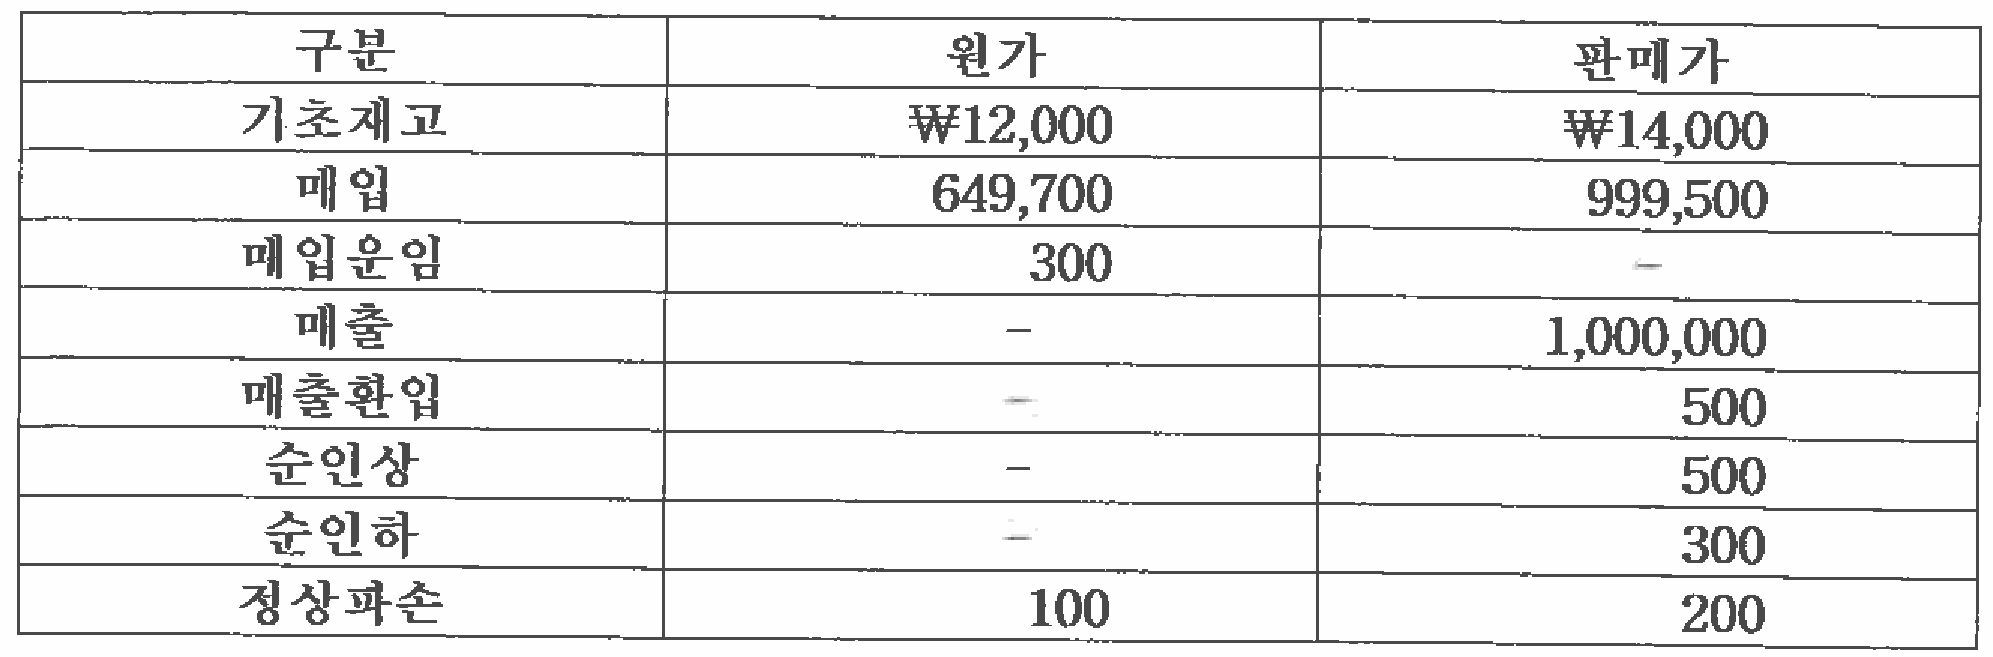 구분 원가 판매가
기초재고 ₩12,000 ₩14,000
매입 649,700 999,500
매입운임 300 -
매출 - 1,000,000
매출환입 - 500
순인상 - 500
순인하 - 300
정상파손 100 200